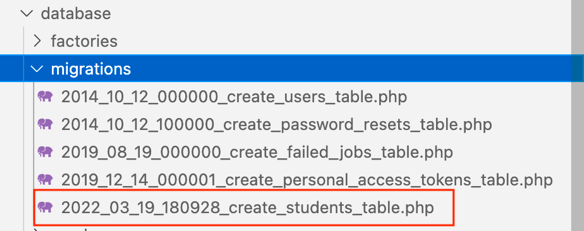 database
factories
migrations
2014_10_12_000000_create_users_table.php
2014_10_12_100000_create_password_resets_table.php
2019_08_19_000000_create_failed_jobs_table.php
2019_12_14_000001_create_personal_access_tokens_table.php
2022_03_19_180928_create_students_table.php